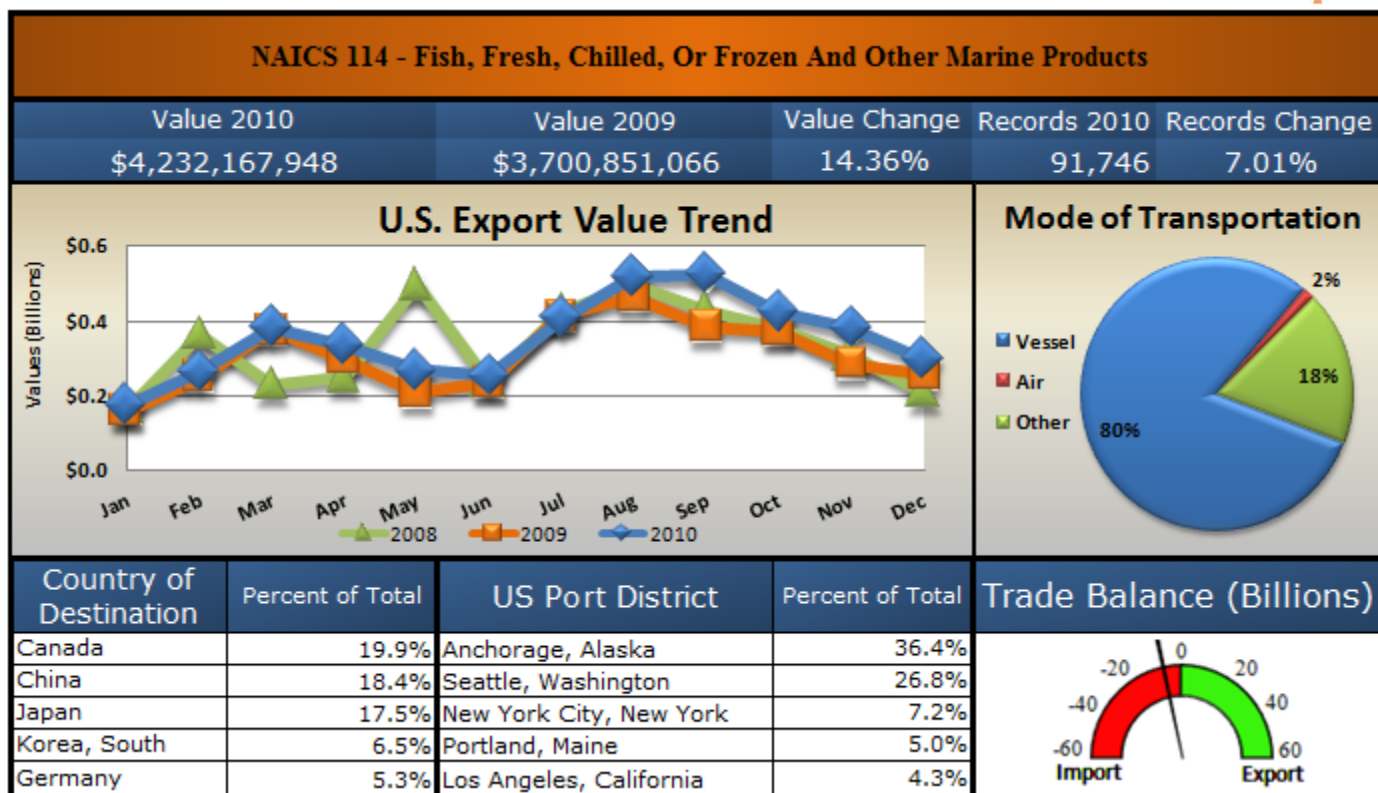 NAICS 114 - Fish, Fresh, Chilled, Or Frozen And Other Marine Products
Value 2010 Value 2009 Value Change Records 2010 Records Change
$4,232,167,948 $3,700,851,066 14.36% 91,746 7.01%
U.S. Export Value Trend
Values (Billions)
$0.6
$0.4
$0.2
$0.0
Jan Feb Mar Apr May Jun Jul Aug Sep Oct Nov Dec
2008 2009 2010
Mode of Transportation
Vessel
Air
Other
2%
18%
80%
Country of Destination Percent of Total US Port District Percent of Total
Canada 19.9% Anchorage, Alaska 36.4%
China 18.4% Seattle, Washington 26.8%
Japan 17.5% New York City, New York 7.2%
Korea, South 6.5% Portland, Maine 5.0%
Germany 5.3% Los Angeles, California 4.3%
Trade Balance (Billions)
-60 -40 -20 0 20 40 60
Import Export